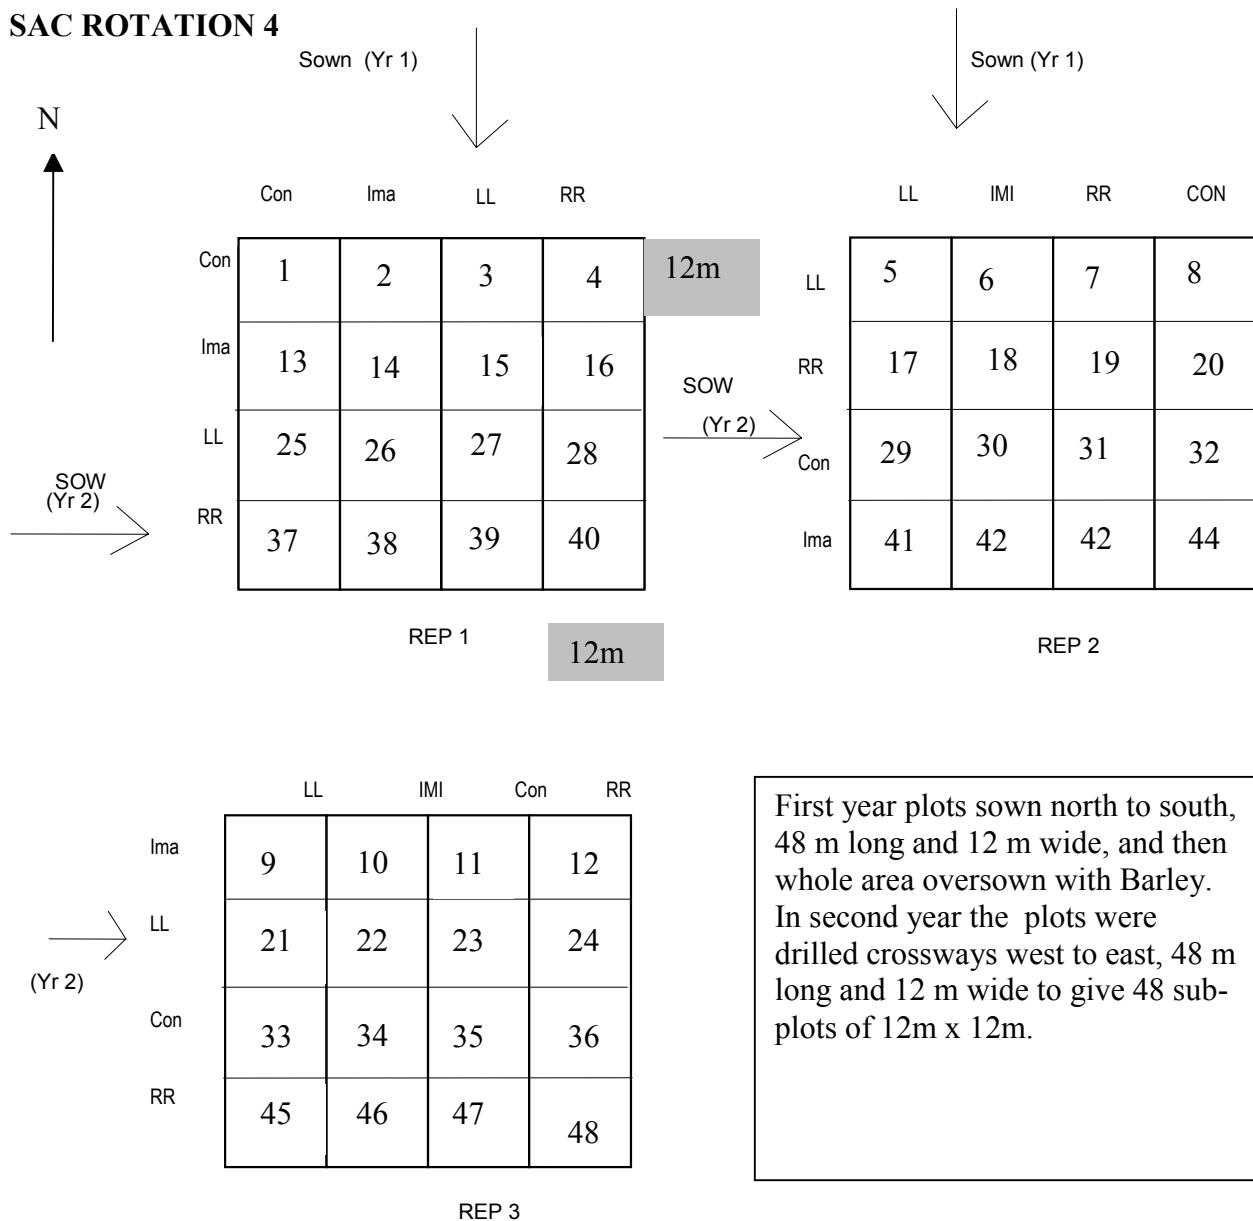 SAC ROTATION 4
Sown (Yr 1)
Sown (Yr 1)
N
Con Ima LL RR
Con 1 2 3 4 12m
Ima 13 14 15 16
LL 25 26 27 28
RR 37 38 39 40
SOW
(Yr 2)
REP 1
12m
LL IMI RR CON
LL 5 6 7 8
RR 17 18 19 20
SOW
(Yr 2)
Con 29 30 31 32
Ima 41 42 42 44
REP 2
LL IMI Con RR
Ima 9 10 11 12
LL 21 22 23 24
(Yr 2)
Con 33 34 35 36
RR 45 46 47 48
REP 3
First year plots sown north to south,
48 m long and 12 m wide, and then
whole area oversown with Barley.
In second year the plots were
drilled crossways west to east, 48 m
long and 12 m wide to give 48 sub-
plots of 12m x 12m.